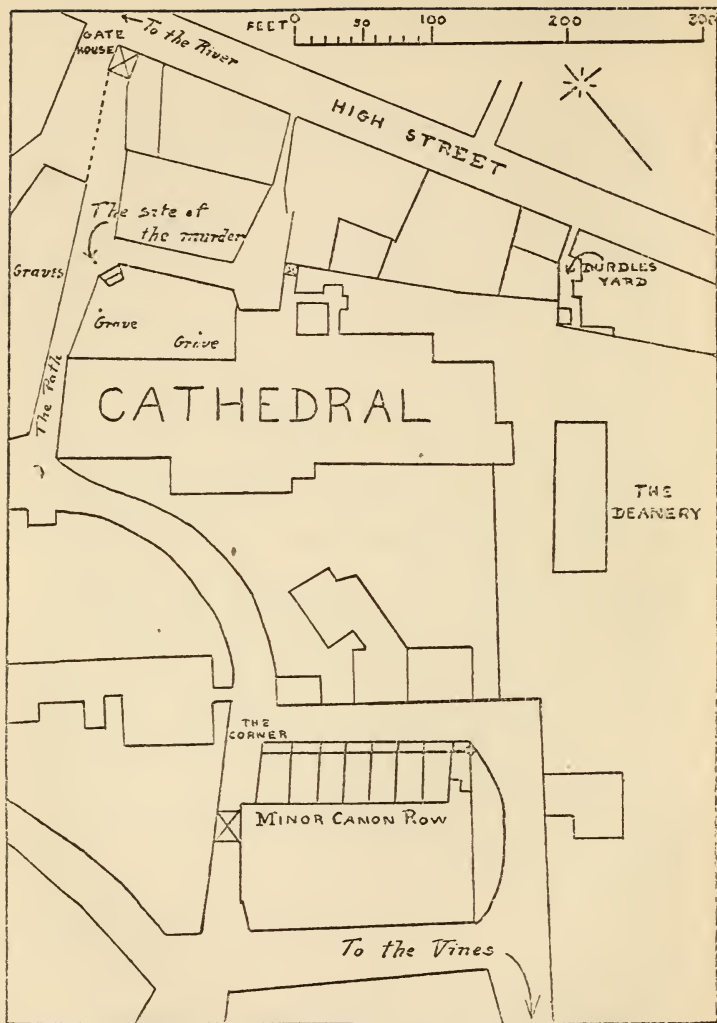 To the River
FEET 0 50 100 200 300
GATE
HOUSE
HIGH STREET
The site of
the murder
DURDLES
YARD
Graves
Grave
Grave
The Path
CATHEDRAL
THE
DEANERY
THE
CORNER
MINOR CANON ROW
To the Vines